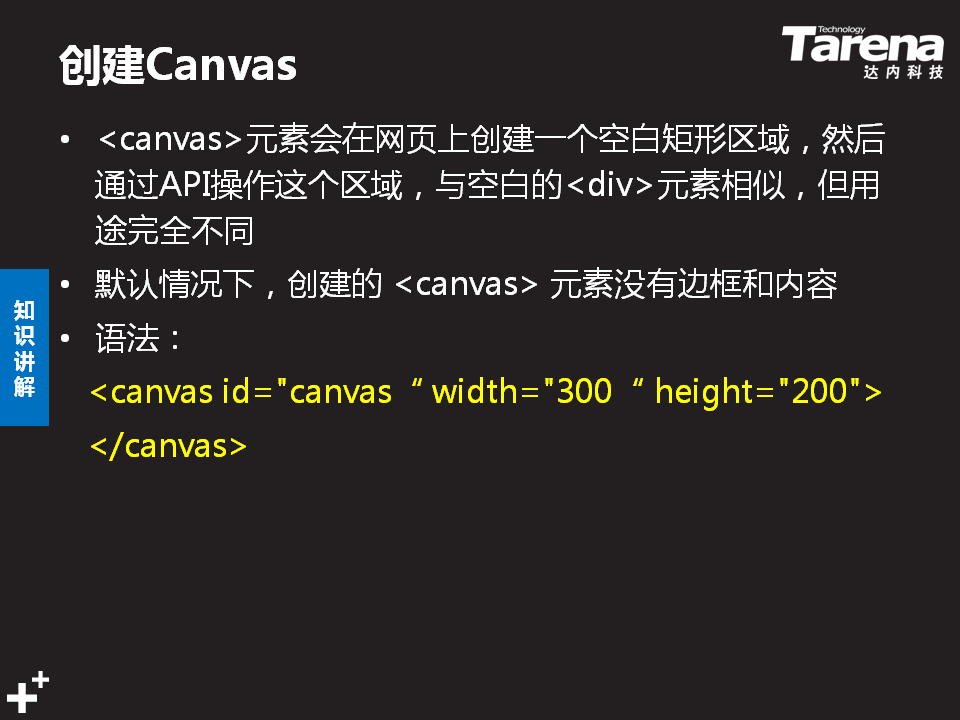 创建Canvas
Technology
Tarena
达内科技
• <canvas>元素会在网页上创建一个空白矩形区域，然后
通过API操作这个区域，与空白的<div>元素相似，但用
途完全不同
• 默认情况下，创建的 <canvas> 元素没有边框和内容
• 语法：
<canvas id="canvas“ width="300“ height="200">
</canvas>
知识讲解